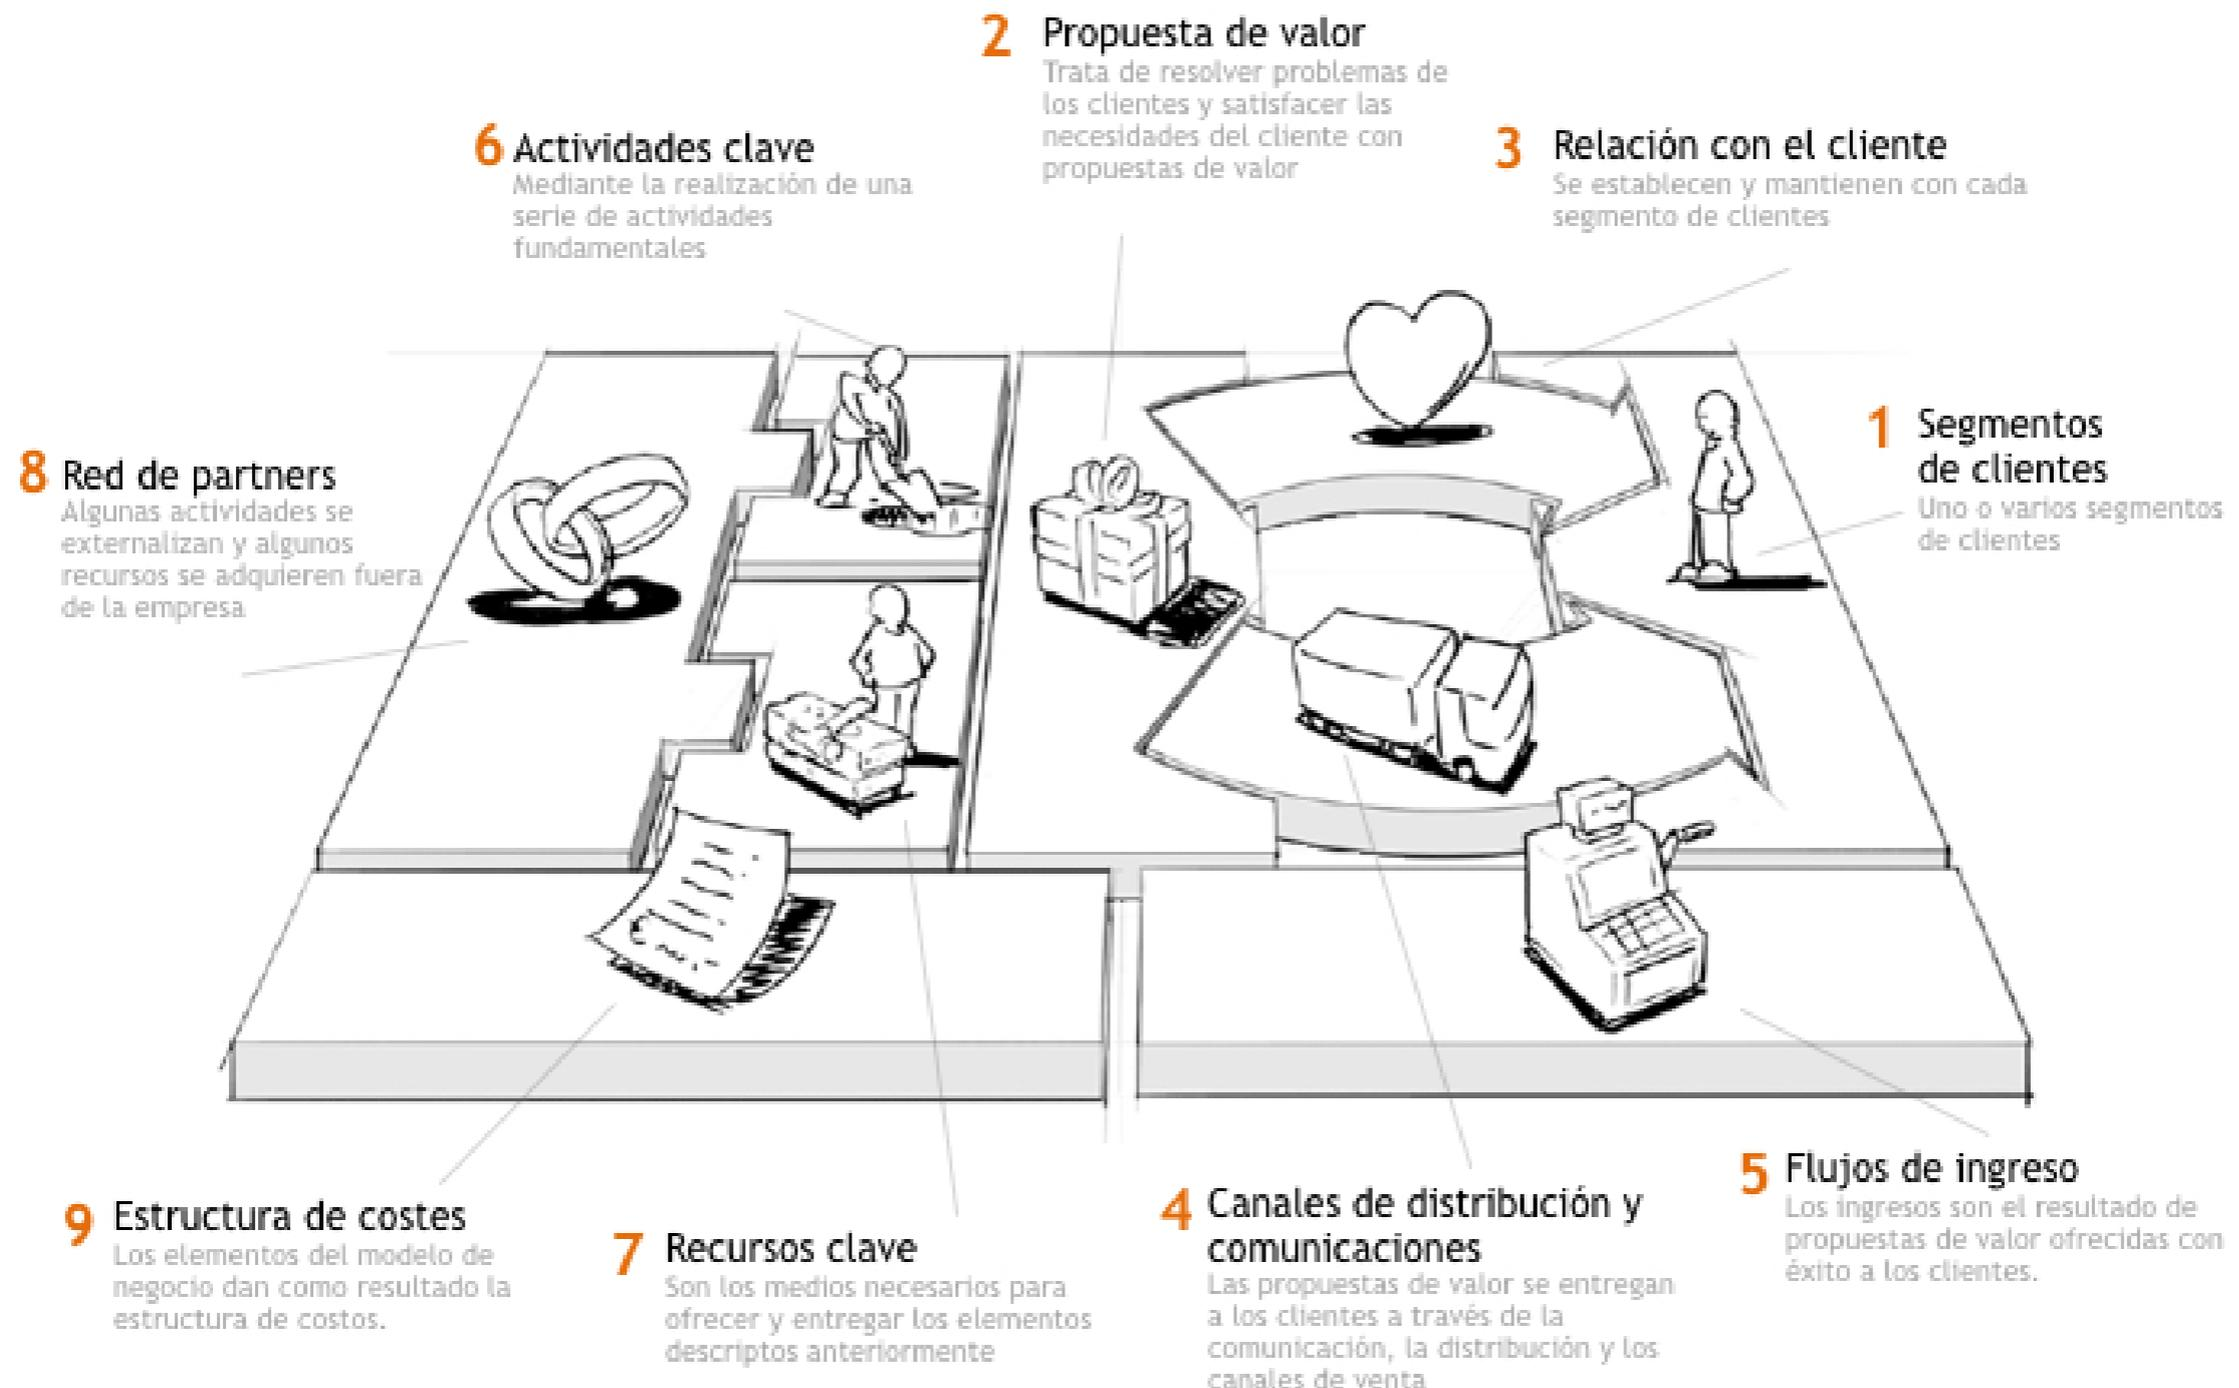 2 Propuesta de valor
Trata de resolver problemas de
los clientes y satisfacer las
necesidades del cliente con
propuestas de valor
6 Actividades clave
Mediante la realización de una
serie de actividades
fundamentales
3 Relación con el cliente
Se establecen y mantienen con cada
segmento de clientes
1 Segmentos
de clientes
Uno o varios segmentos
de clientes
8 Red de partners
Algunas actividades se
externalizan y algunos
recursos se adquieren fuera
de la empresa
9 Estructura de costes
Los elementos del modelo de
negocio dan como resultado la
estructura de costos.
7 Recursos clave
Son los medios necesarios para
ofrecer y entregar los elementos
descriptos anteriormente
4 Canales de distribución y
comunicaciones
Las propuestas de valor se entregan
a los clientes a través de la
comunicación, la distribución y los
canales de venta
5 Flujos de ingreso
Los ingresos son el resultado de
propuestas de valor ofrecidas con
éxito a los clientes.